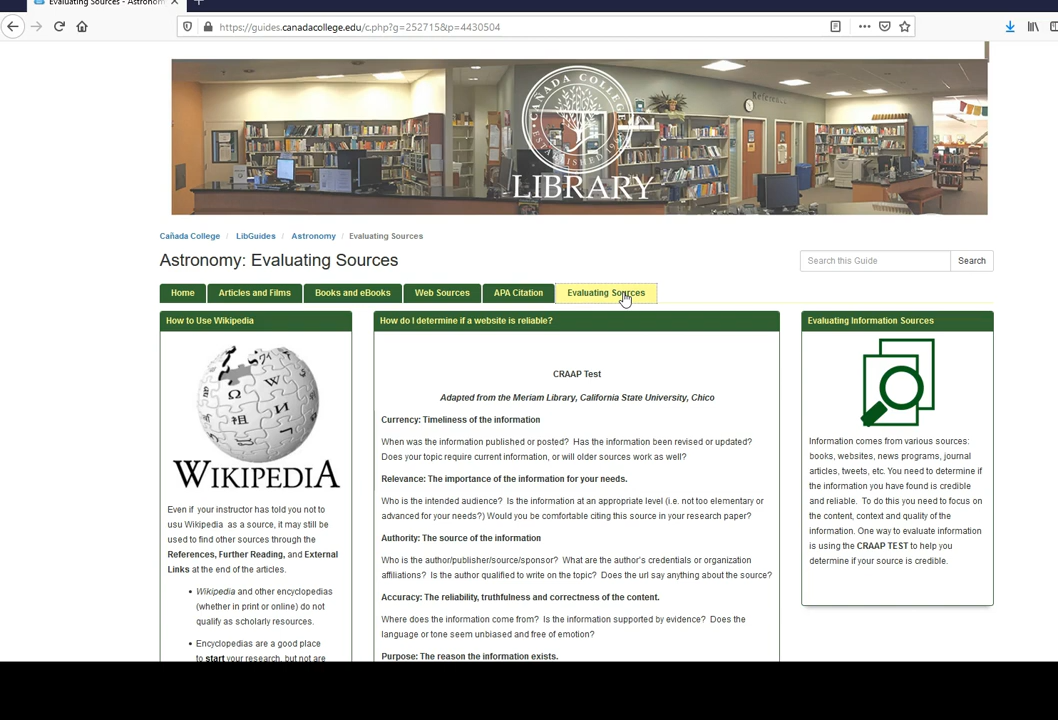 Evaluating Sources - Astronom
https://guides.canadacollege.edu/c.php?g=252715&p=4430504
CAÑADA COLLEGE
ESTABLISHED
LIBRARY
Cañada College / LibGuides / Astronomy / Evaluating Sources
Astronomy: Evaluating Sources
Search this Guide
Search
Home
Articles and Films
Books and eBooks
Web Sources
APA Citation
Evaluating Sources
How to Use Wikipedia
WIKIPEDIA
Even if your instructor has told you not to
usu Wikipedia as a source, it may still be
used to find other sources through the
References, Further Reading, and External
Links at the end of the articles.
• Wikipedia and other encyclopedias
(whether in print or online) do not
qualify as scholarly resources.
• Encyclopedias are a good place
to start your research, but not are
How do I determine if a website is reliable?
CRAAP Test
Adapted from the Meriam Library, California State University, Chico
Currency: Timeliness of the information
When was the information published or posted? Has the information been revised or updated?
Does your topic require current information, or will older sources work as well?
Relevance: The importance of the information for your needs.
Who is the intended audience? Is the information at an appropriate level (i.e. not too elementary or
advanced for your needs?) Would you be comfortable citing this source in your research paper?
Authority: The source of the information
Who is the author/publisher/source/sponsor? What are the author's credentials or organization
affiliations? Is the author qualified to write on the topic? Does the url say anything about the source?
Accuracy: The reliability, truthfulness and correctness of the content.
Where does the information come from? Is the information supported by evidence? Does the
language or tone seem unbiased and free of emotion?
Purpose: The reason the information exists.
Evaluating Information Sources
Information comes from various sources:
books, websites, news programs, journal
articles, tweets, etc. You need to determine if
the information you have found is credible
and reliable. To do this you need to focus on
the content, context and quality of the
information. One way to evaluate information
is using the CRAAP TEST to help you
determine if your source is credible.